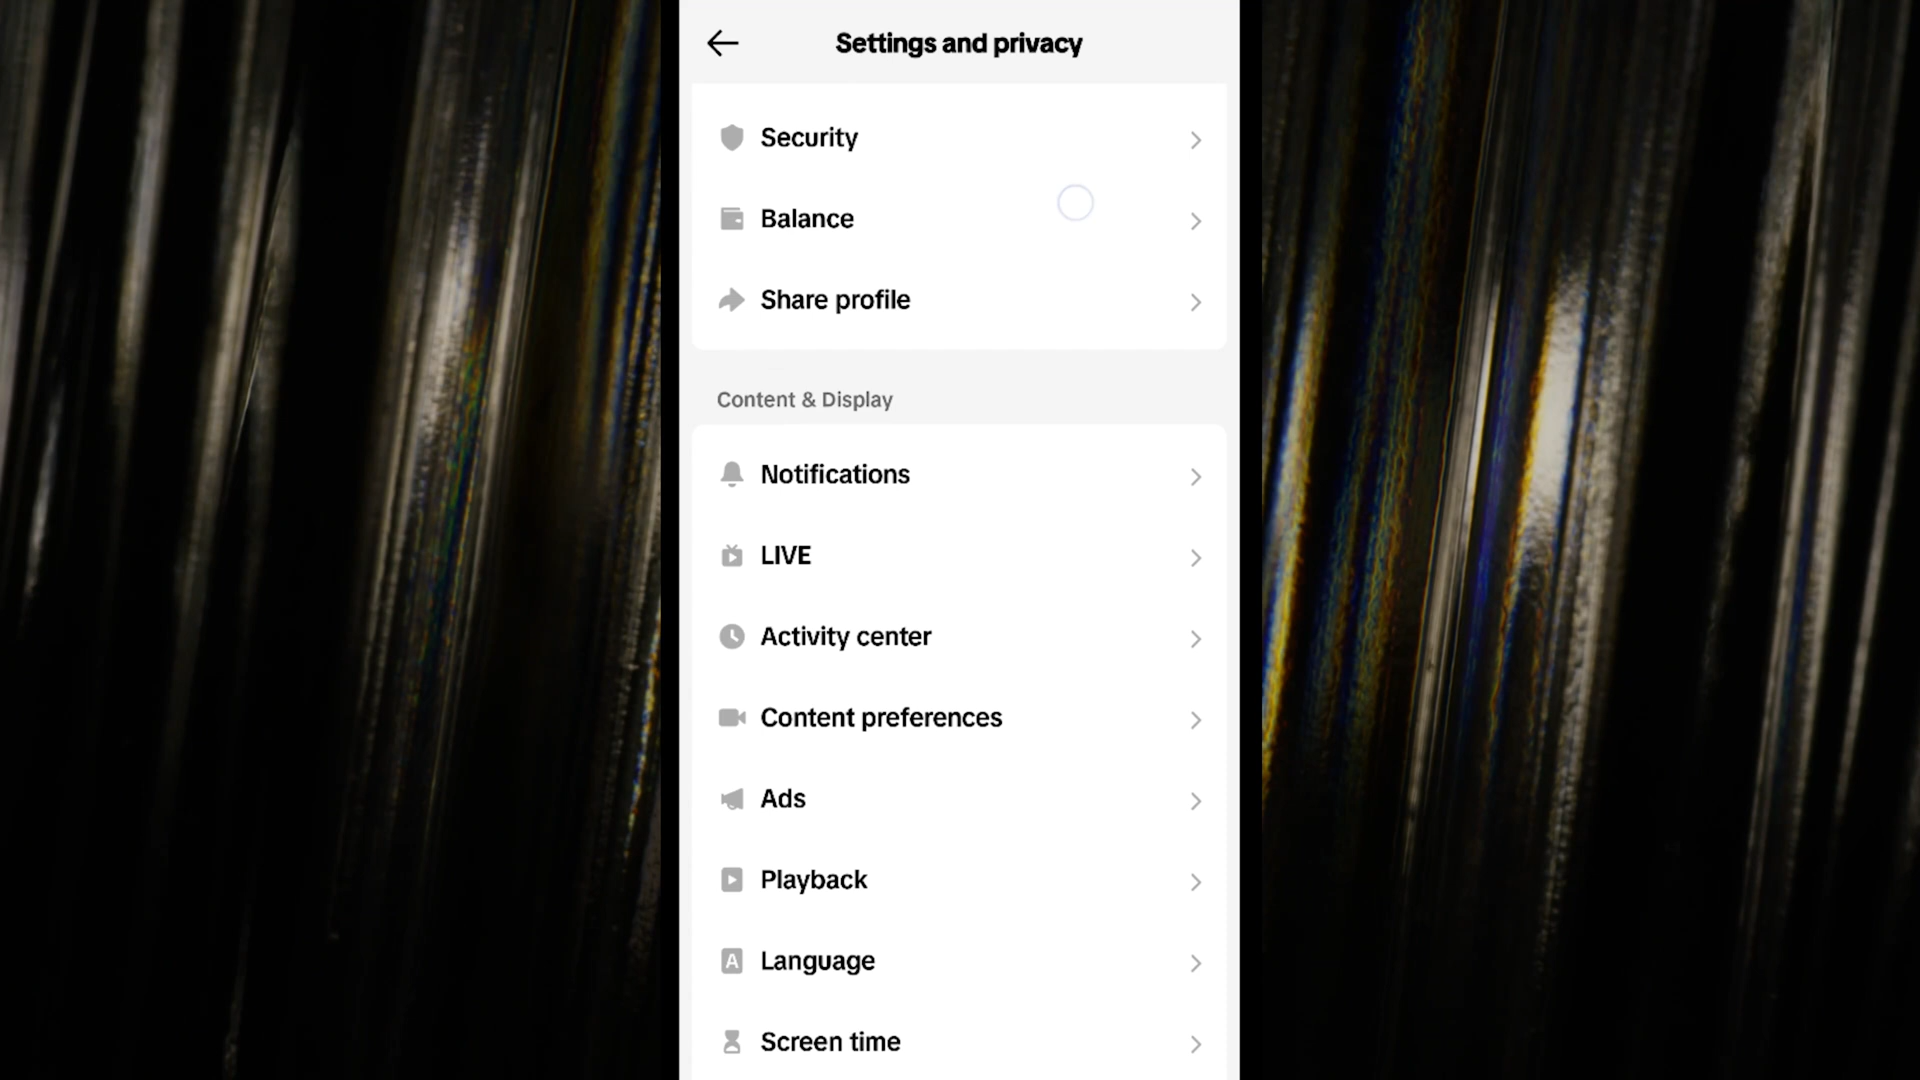 Settings and privacy
Security
Balance
Share profile
Content & Display
Notifications
LIVE
Activity center
Content preferences
Ads
Playback
A Language
Screen time